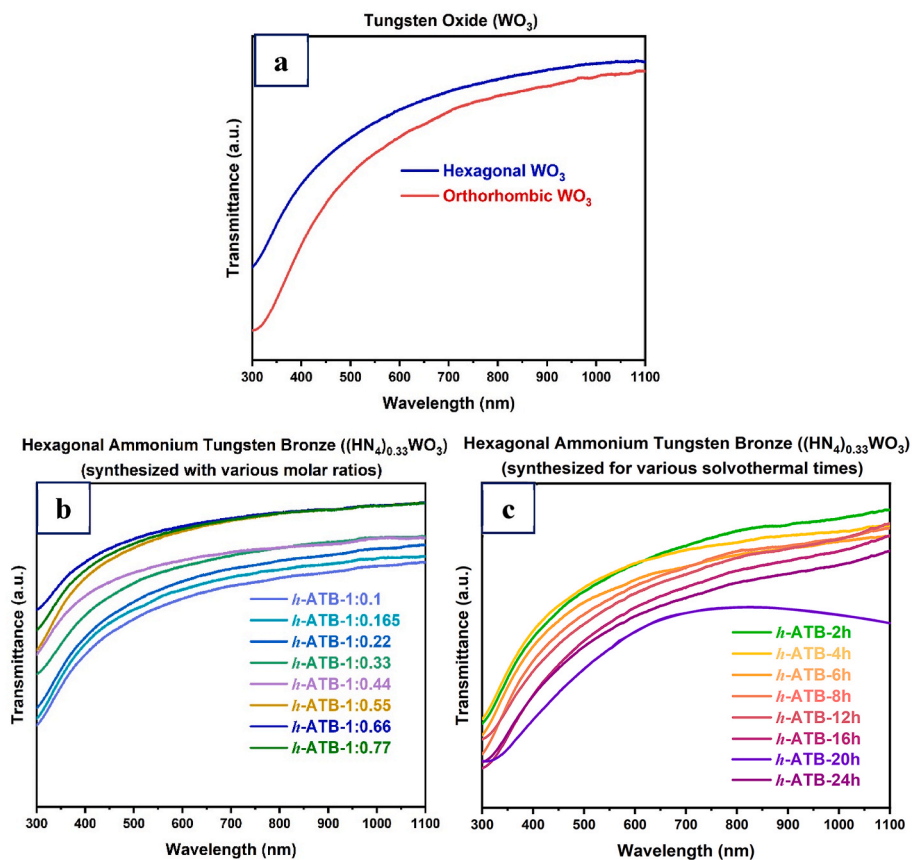 Tungsten Oxide (WO₃)
a
Transmittance (a.u.)
Hexagonal WO₃
Orthorhombic WO₃
300 400 500 600 700 800 900 1000 1100
Wavelength (nm)
Hexagonal Ammonium Tungsten Bronze ((HN₄)₀.₃₃WO₃)
(synthesized with various molar ratios)
b
Transmittance (a.u.)
h-ATB-1:0.1
h-ATB-1:0.165
h-ATB-1:0.22
h-ATB-1:0.33
h-ATB-1:0.44
h-ATB-1:0.55
h-ATB-1:0.66
h-ATB-1:0.77
300 400 500 600 700 800 900 1000 1100
Wavelength (nm)
Hexagonal Ammonium Tungsten Bronze ((HN₄)₀.₃₃WO₃)
(synthesized for various solvothermal times)
c
Transmittance (a.u.)
h-ATB-2h
h-ATB-4h
h-ATB-6h
h-ATB-8h
h-ATB-12h
h-ATB-16h
h-ATB-20h
h-ATB-24h
300 400 500 600 700 800 900 1000 1100
Wavelength (nm)